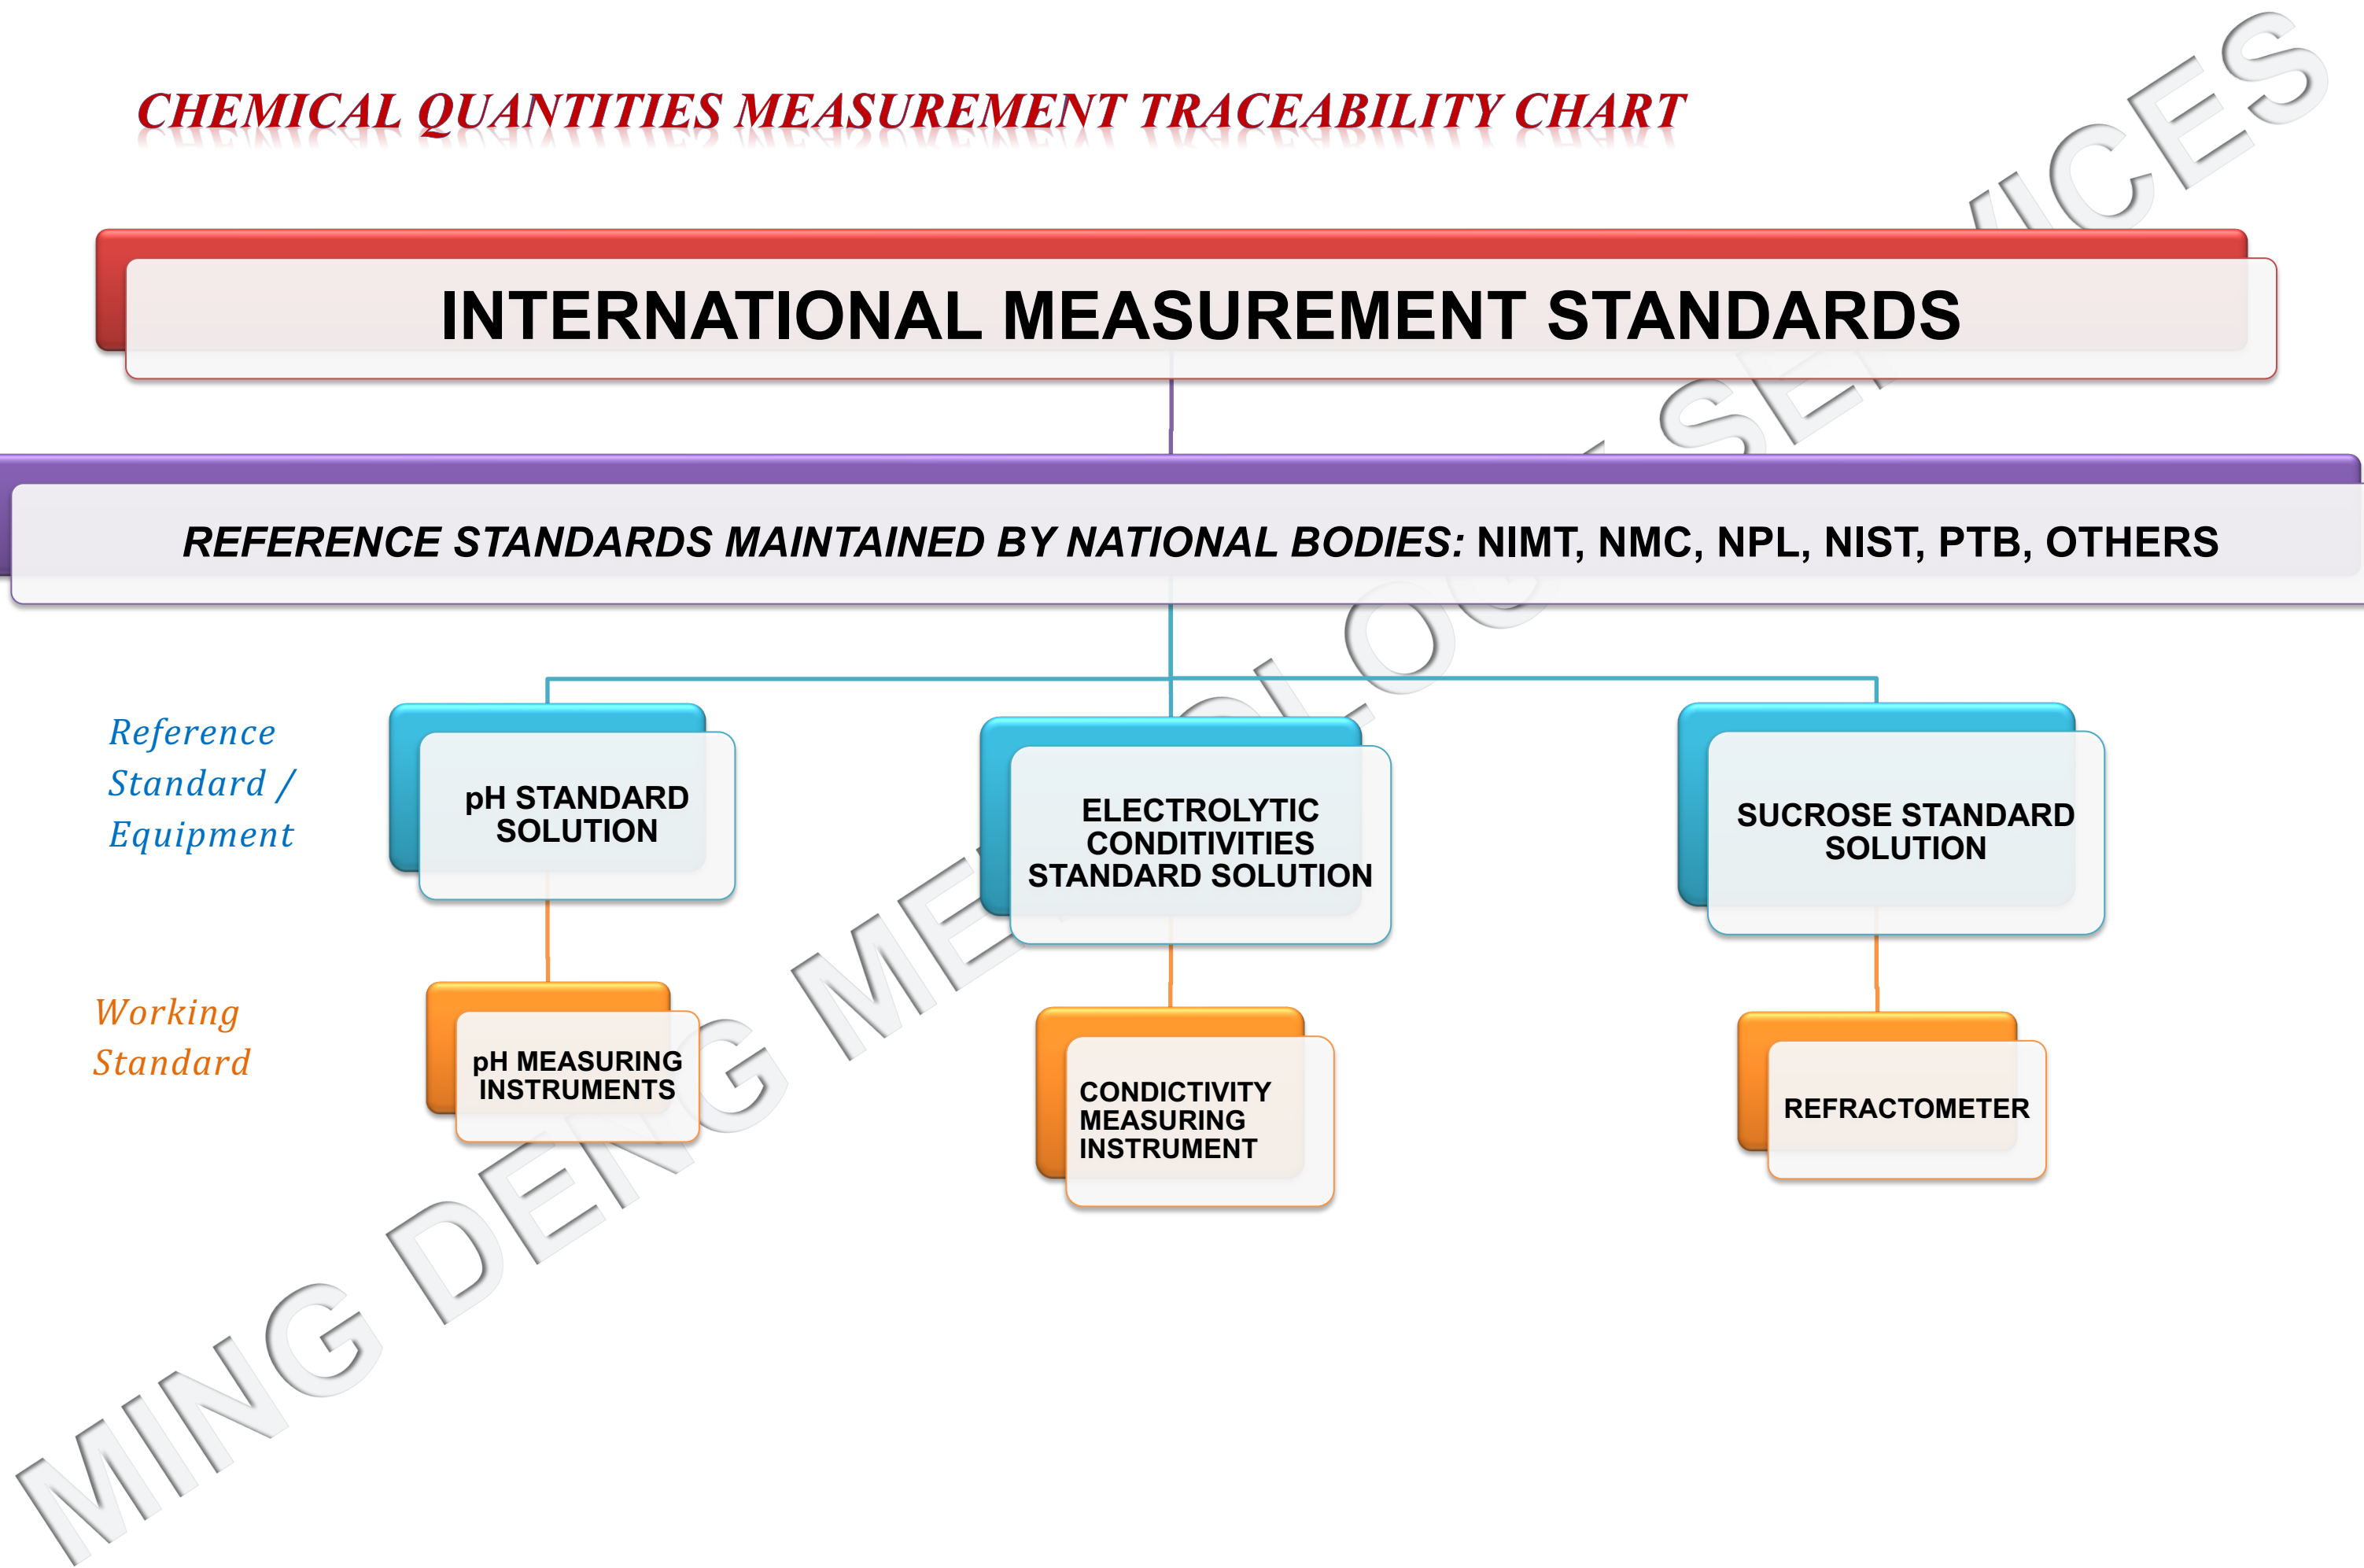 CHEMICAL QUANTITIES MEASUREMENT TRACEABILITY CHART
INTERNATIONAL MEASUREMENT STANDARDS
REFERENCE STANDARDS MAINTAINED BY NATIONAL BODIES: NIMT, NMC, NPL, NIST, PTB, OTHERS
Reference
Standard /
Equipment
pH STANDARD
SOLUTION
ELECTROLYTIC
CONDITIVITIES
STANDARD SOLUTION
SUCROSE STANDARD
SOLUTION
Working
Standard
pH MEASURING
INSTRUMENTS
CONDICTIVITY
MEASURING
INSTRUMENT
REFRACTOMETER
MING DENG METROLOGY SERVICES